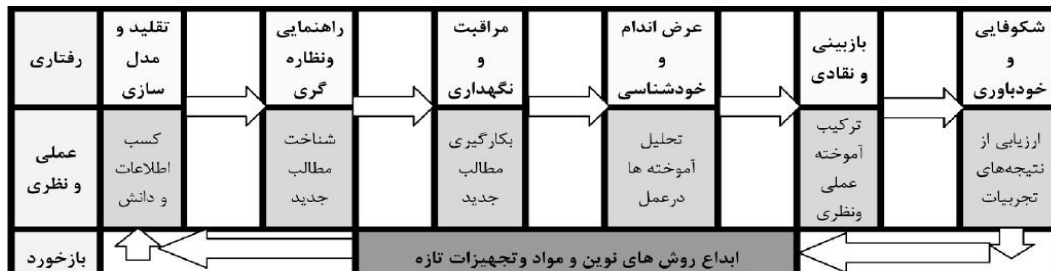 رفتاری
تقلید و
مدل
سازی
راهنمایی
ونظاره
گری
مراقبت
و
نگهداری
عرض اندام
و
خودشناسی
بازبینی
و نقادی
شکوفایی
و
خودباوری
عملی
و نظری
کسب
اطلاعات
و دانش
شناخت
مطالب
جدید
بکارگیری
مطالب
جدید
تحلیل
آموخته ها
درعمل
ترکیب
آموخته
عملی
ونظری
ارزیابی از
نتیجه‌های
تجربیات
بازخورد
ابداع روش های نوین و مواد وتجهیزات تازه